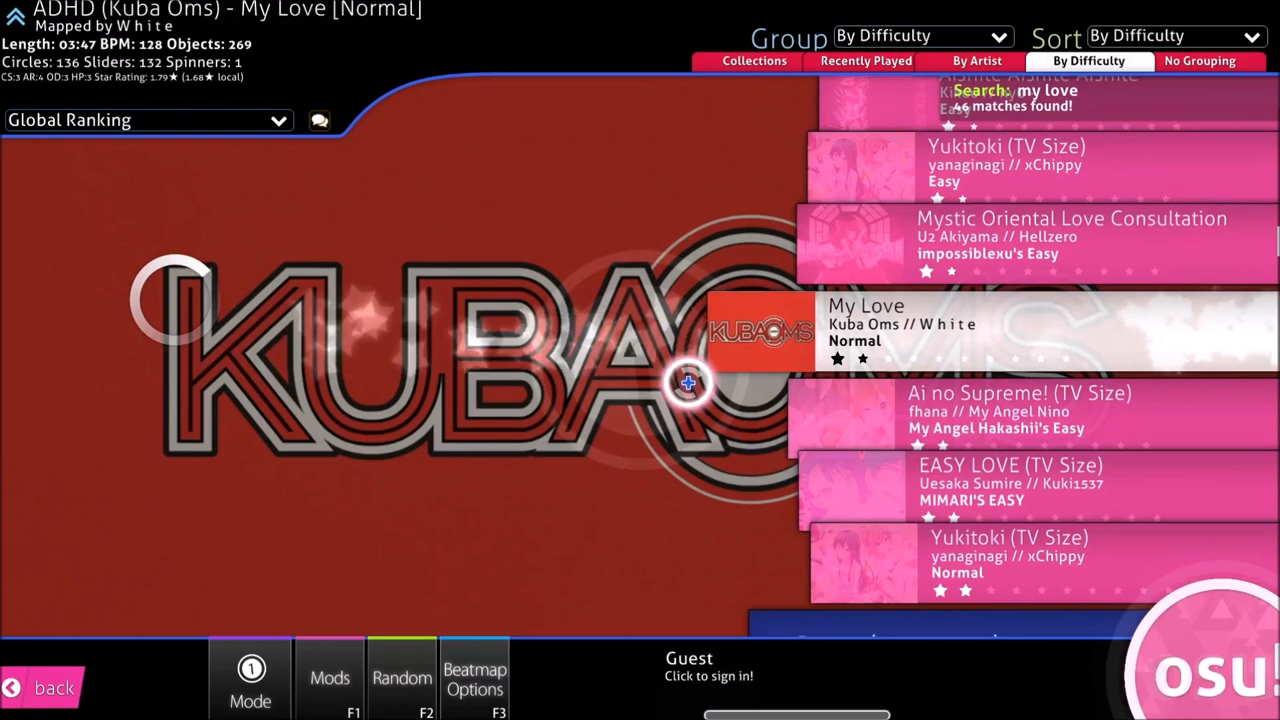 ADHD (Kuba Oms) - My Love [Normal]
Mapped by W h i t e
Length: 03:47 BPM: 128 Objects: 269
Circles: 136 Sliders: 132 Spinners: 1
CS:3 AR:4 OD:3 HP:3 Star Rating: 1.79★ (1.68★ local)
Group By Difficulty
Sort By Difficulty
Collections Recently Played By Artist By Difficulty No Grouping
Global Ranking
Search: my love
46 matches found!
Easy
Yukitoki (TV Size)
yanaginagi // xChippy
Easy
Mystic Oriental Love Consultation
U2 Akiyama // Hellzero
impossiblexu's Easy
KUBA OMS
KUBA OMS
My Love
Kuba Oms // W h i t e
Normal
Ai no Supreme! (TV Size)
fhana // My Angel Nino
My Angel Hakashii's Easy
EASY LOVE (TV Size)
Uesaka Sumire // Kuki1537
MIMARI'S EASY
Yukitoki (TV Size)
yanaginagi // xChippy
Normal
back
1
Mode
Mods
F1
Random
F2
Beatmap
Options
F3
Guest
Click to sign in!
osu!